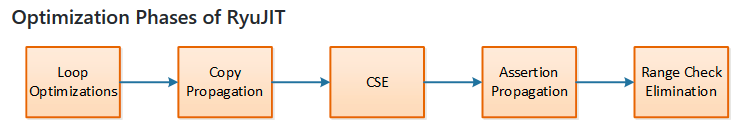 Optimization Phases of RyuJIT
Loop
Optimizations
Copy
Propagation
CSE
Assertion
Propagation
Range Check
Elimination